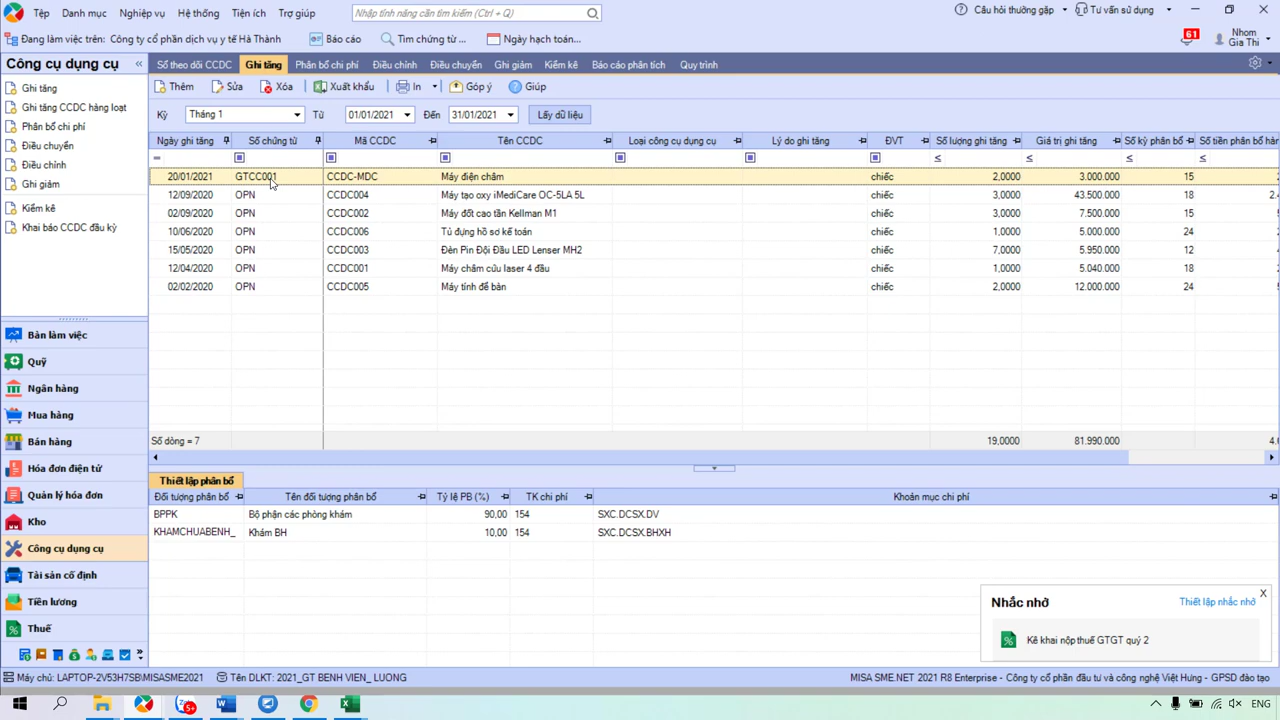 Tệp Danh mục Nghiệp vụ Hệ thống Tiện ích Trợ giúp Nhập tính năng cần tìm kiếm (Ctrl + Q) Câu hỏi thường gặp Tư vấn sử dụng
Đang làm việc trên: Công ty cổ phần dịch vụ y tế Hà Thành Báo cáo Tìm chứng từ ... Ngày hạch toán... 61 Nhom Gia Thi
Công cụ dụng cụ « Sổ theo dõi CCDC Ghi tăng Phân bổ chi phí Điều chỉnh Điều chuyển Ghi giảm Kiểm kê Báo cáo phân tích Quy trình
Ghi tăng
Ghi tăng CCDC hàng loạt
Phân bổ chi phí
Điều chuyển
Điều chỉnh
Ghi giảm
Kiểm kê
Khai báo CCDC đầu kỳ
Thêm Sửa Xóa Xuất khẩu In Góp ý Giúp
Kỳ Tháng 1 Từ 01/01/2021 Đến 31/01/2021 Lấy dữ liệu
Ngày ghi tăng Số chứng từ Mã CCDC Tên CCDC Loại công cụ dụng cụ Lý do ghi tăng ĐVT Số lượng ghi tăng Giá trị ghi tăng Số kỳ phân bổ Số tiền phân bổ hàn
= ≤ ≤ ≤ ≤
20/01/2021 GTCC001 CCDC-MDC Máy điện châm chiếc 2,0000 3.000.000 15
12/09/2020 OPN CCDC004 Máy tạo oxy iMediCare OC-5LA 5L chiếc 3,0000 43.500.000 18 2.4
02/09/2020 OPN CCDC002 Máy đốt cao tần Kellman M1 chiếc 3,0000 7.500.000 15
10/06/2020 OPN CCDC006 Tủ đựng hồ sơ kế toán chiếc 1,0000 5.000.000 24
15/05/2020 OPN CCDC003 Đèn Pin Đội Đầu LED Lenser MH2 chiếc 7,0000 5.950.000 12
12/04/2020 OPN CCDC001 Máy châm cứu laser 4 đầu chiếc 1,0000 5.040.000 18
02/02/2020 OPN CCDC005 Máy tính để bàn chiếc 2,0000 12.000.000 24
Số dòng = 7 19,0000 81.990.000
Bàn làm việc
Quỹ
Ngân hàng
Mua hàng
Bán hàng
Hóa đơn điện tử
Quản lý hóa đơn
Kho
Công cụ dụng cụ
Tài sản cố định
Tiền lương
Thuế
Thiết lập phân bổ
Đối tượng phân bổ Tên đối tượng phân bổ Tỷ lệ PB (%) TK chi phí Khoản mục chi phí
BPPK Bộ phận các phòng khám 90,00 154 SXC.DCSX.DV
KHAMCHUABENH_ Khám BH 10,00 154 SXC.DCSX.BHXH
Nhắc nhở Thiết lập nhắc nhở X
Kê khai nộp thuế GTGT quý 2
Máy chủ: LAPTOP-2V53H7SB\MISASME2021 Tên DLKT: 2021_GT BENH VIEN_ LUONG MISA SME.NET 2021 R8 Enterprise - Công ty cổ phần đầu tư và công nghệ Việt Hưng - GPSD đào tạo
5+ ENG